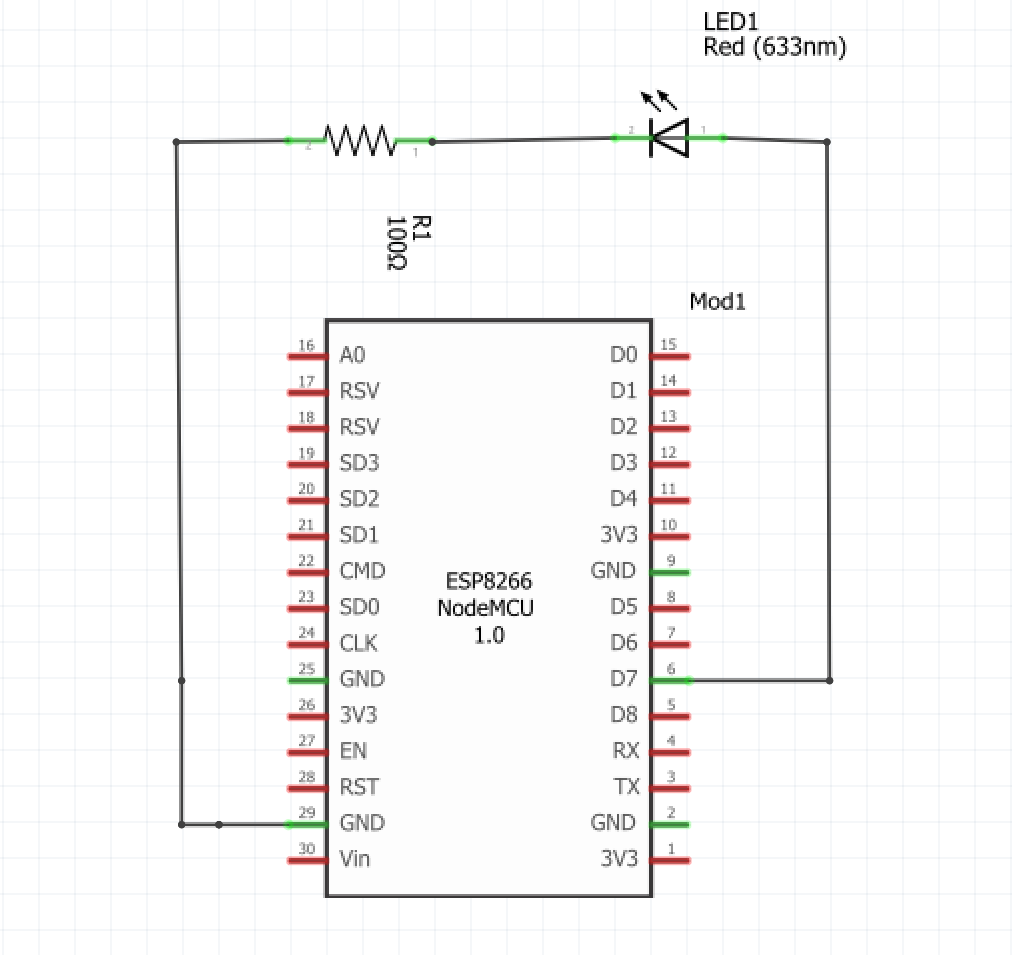 LED1
Red (633nm)
2
1
2
1
R1
100Ω
Mod1
16 A0
D0 15
17 RSV
D1 14
18 RSV
D2 13
19 SD3
D3 12
20 SD2
D4 11
21 SD1
3V3 10
22 CMD
GND 9
23 SD0
D5 8
24 CLK
D6 7
25 GND
D7 6
26 3V3
D8 5
27 EN
RX 4
28 RST
TX 3
29 GND
GND 2
30 Vin
3V3 1
ESP8266
NodeMCU
1.0